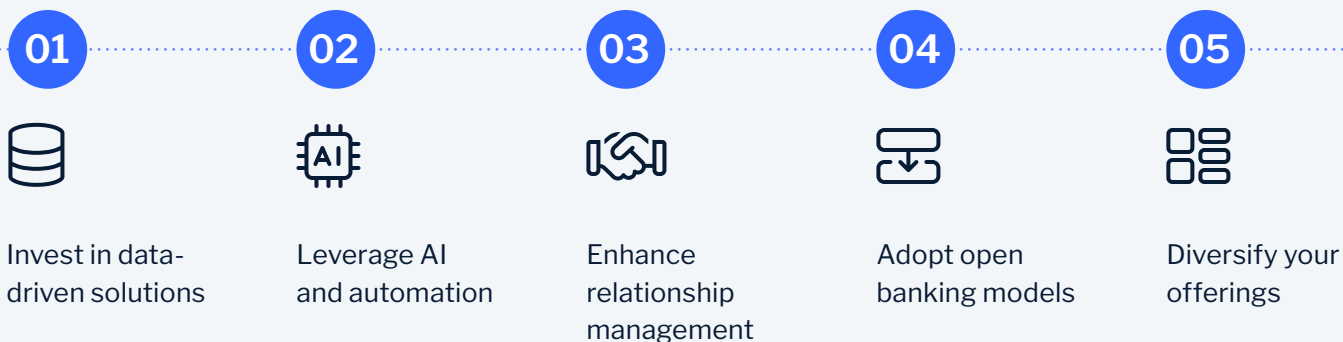 01
02
03
04
05
AI
Invest in data-
driven solutions
Leverage AI
and automation
Enhance
relationship
management
Adopt open
banking models
Diversify your
offerings